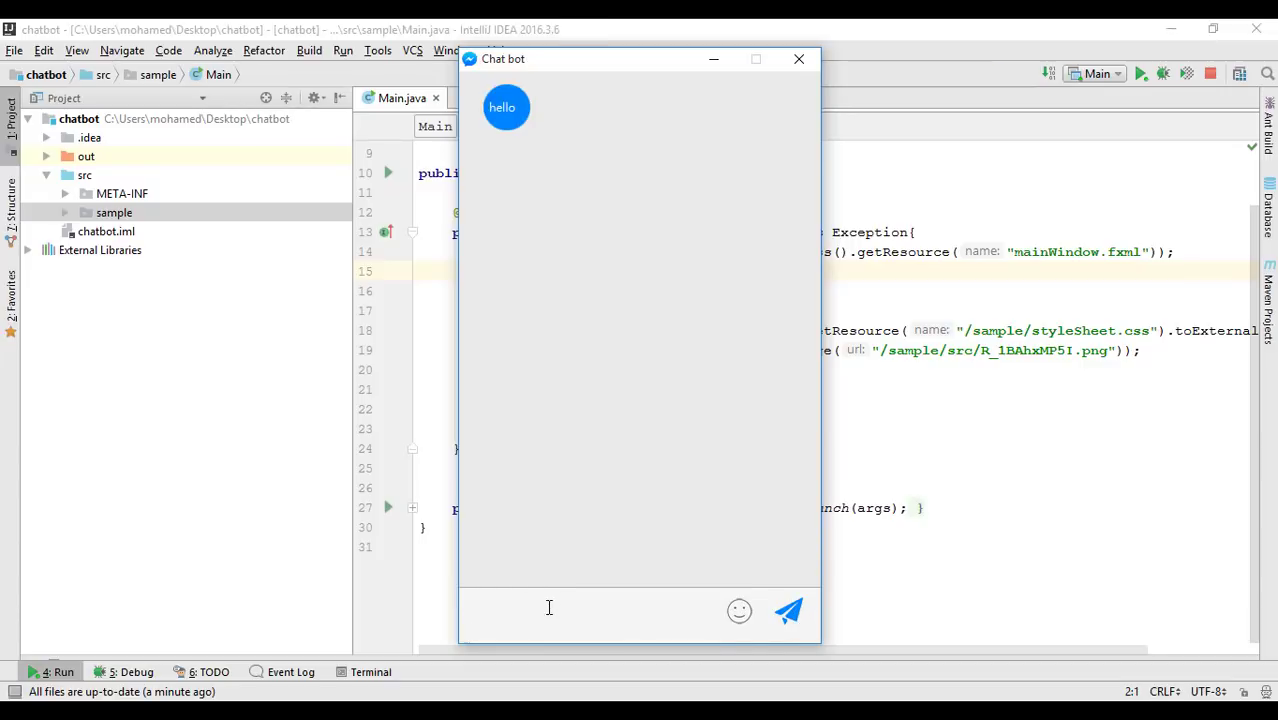 chatbot - [C:\Users\mohamed\Desktop\chatbot] - [chatbot] - ...\src\sample\Main.java - IntelliJ IDEA 2016.3.6
File Edit View Navigate Code Analyze Refactor Build Run Tools VCS Wind
chatbot src sample Main Main
Project Main.java
Main
chatbot C:\Users\mohamed\Desktop\chatbot
.idea
out
src
META-INF
sample
chatbot.iml
External Libraries
1: Project
7: Structure
2: Favorites
Chat bot
hello
9
10 publi
11
12 @
13 p s Exception{
14 ss().getResource( name: "mainWindow.fxml"));
15
16
17
18 etResource( name: "/sample/styleSheet.css").toExternal
19 e( url: "/sample/src/R_1BAhxMP5I.png"));
20
21
22
23
24 }
25
26
27 p unch(args); }
30 }
31
Ant Build
Database
Maven Projects
4: Run 5: Debug 6: TODO Event Log Terminal
All files are up-to-date (a minute ago) 2:1 CRLF UTF-8